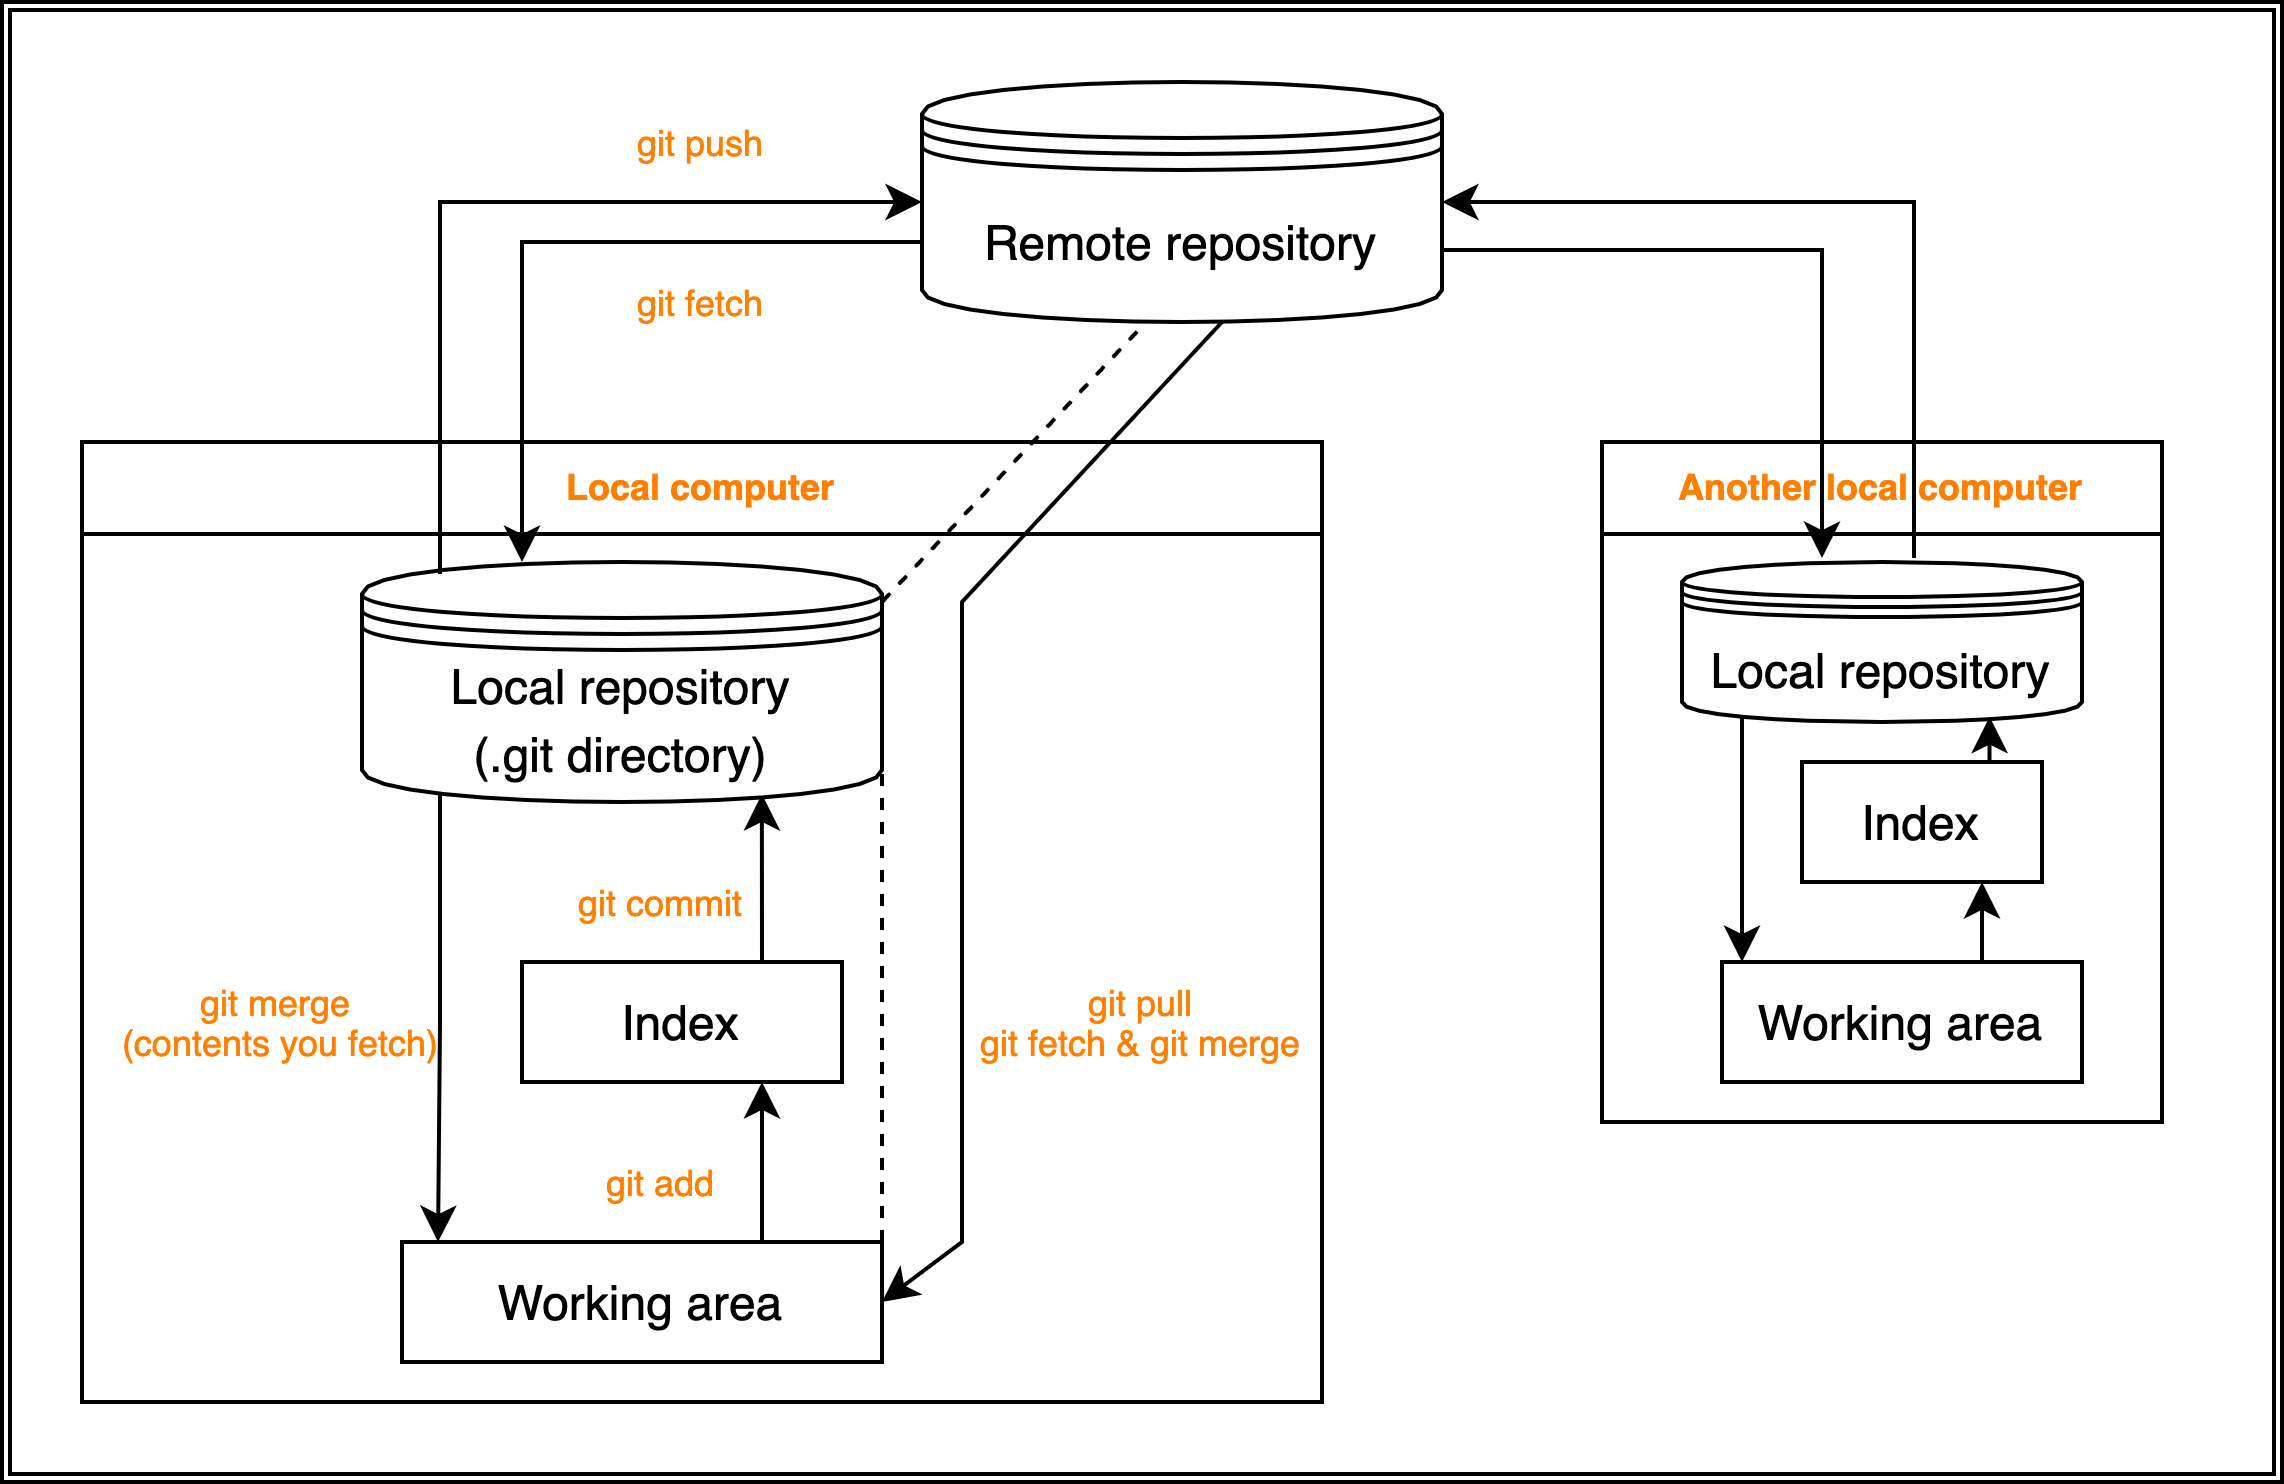 git push
Remote repository
git fetch
Local computer
Another local computer
Local repository
(.git directory)
Local repository
Index
git commit
git merge
(contents you fetch)
Index
git pull
git fetch & git merge
Working area
git add
Working area